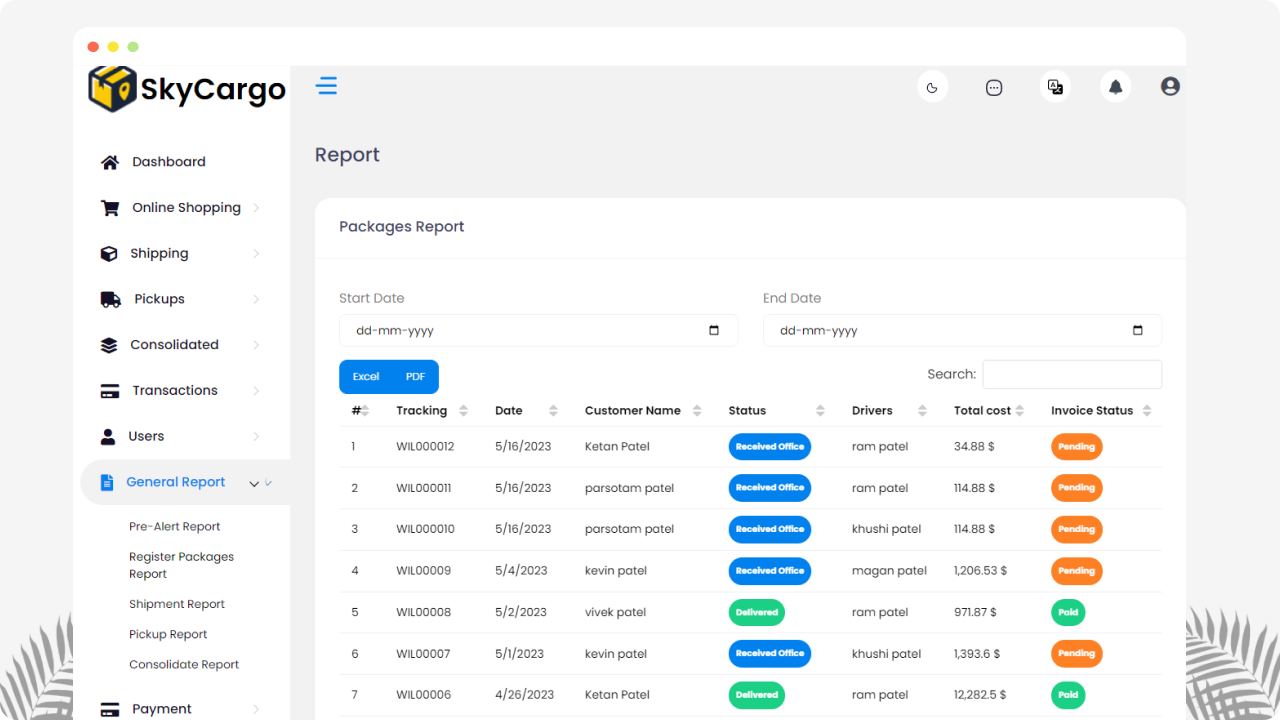 SkyCargo
Dashboard
Online Shopping
Shipping
Pickups
Consolidated
Transactions
Users
General Report
Pre-Alert Report
Register Packages
Report
Shipment Report
Pickup Report
Consolidate Report
Payment
Report
Packages Report
Start Date End Date
dd-mm-yyyy dd-mm-yyyy
Excel PDF Search:
# Tracking Date Customer Name Status Drivers Total cost Invoice Status
1 WIL000012 5/16/2023 Ketan Patel Received Office ram patel 34.88 $ Pending
2 WIL000011 5/16/2023 parsotam patel Received Office ram patel 114.88 $ Pending
3 WIL000010 5/16/2023 parsotam patel Received Office khushi patel 114.88 $ Pending
4 WIL00009 5/4/2023 kevin patel Received Office magan patel 1,206.53 $ Pending
5 WIL00008 5/2/2023 vivek patel Delivered ram patel 971.87 $ Paid
6 WIL00007 5/1/2023 kevin patel Received Office khushi patel 1,393.6 $ Pending
7 WIL00006 4/26/2023 Ketan Patel Delivered ram patel 12,282.5 $ Paid